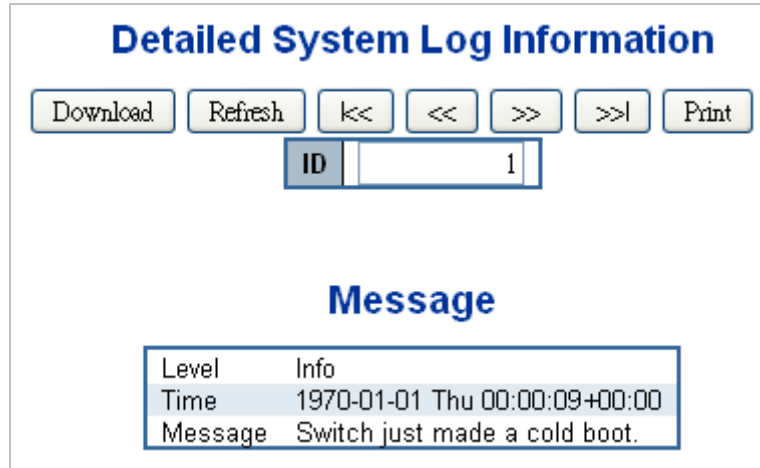 Detailed System Log Information
Download Refresh |<< << >> >>| Print
ID 1
Message
Level Info
Time 1970-01-01 Thu 00:00:09+00:00
Message Switch just made a cold boot.